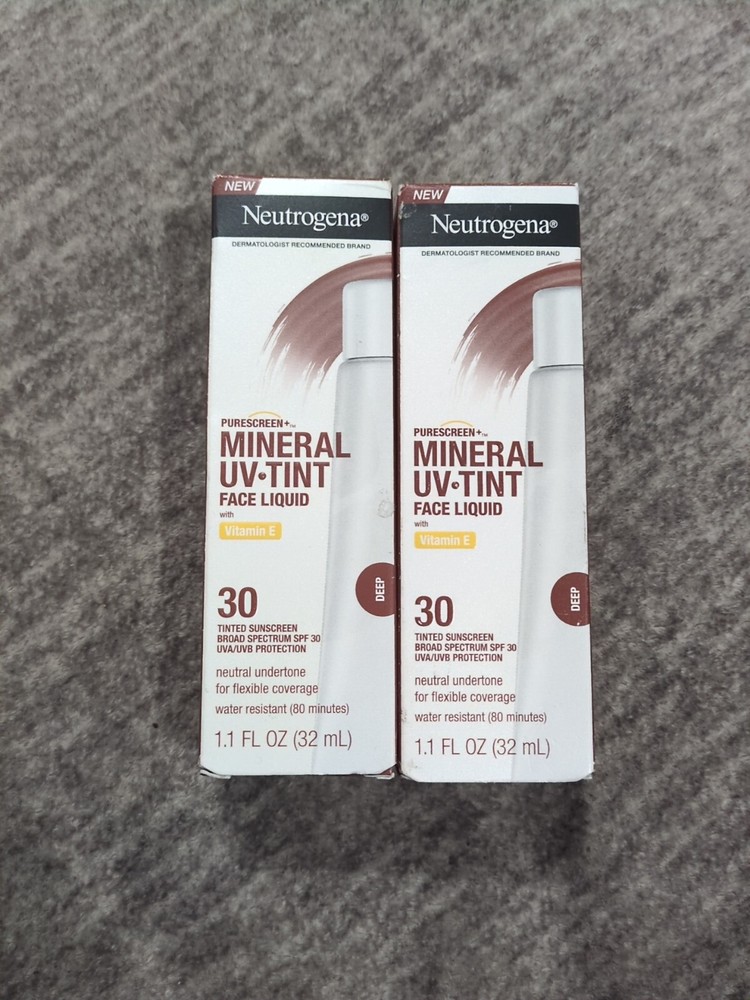 NEW
Neutrogena®
DERMATOLOGIST RECOMMENDED BRAND
PURESCREEN+™
MINERAL
UV•TINT
FACE LIQUID
with
Vitamin E
DEEP
30
TINTED SUNSCREEN
BROAD SPECTRUM SPF 30
UVA/UVB PROTECTION
neutral undertone
for flexible coverage
water resistant (80 minutes)
1.1 FL OZ (32 mL)
NEW
Neutrogena®
DERMATOLOGIST RECOMMENDED BRAND
PURESCREEN+™
MINERAL
UV•TINT
FACE LIQUID
with
Vitamin E
DEEP
30
TINTED SUNSCREEN
BROAD SPECTRUM SPF 30
UVA/UVB PROTECTION
neutral undertone
for flexible coverage
water resistant (80 minutes)
1.1 FL OZ (32 mL)